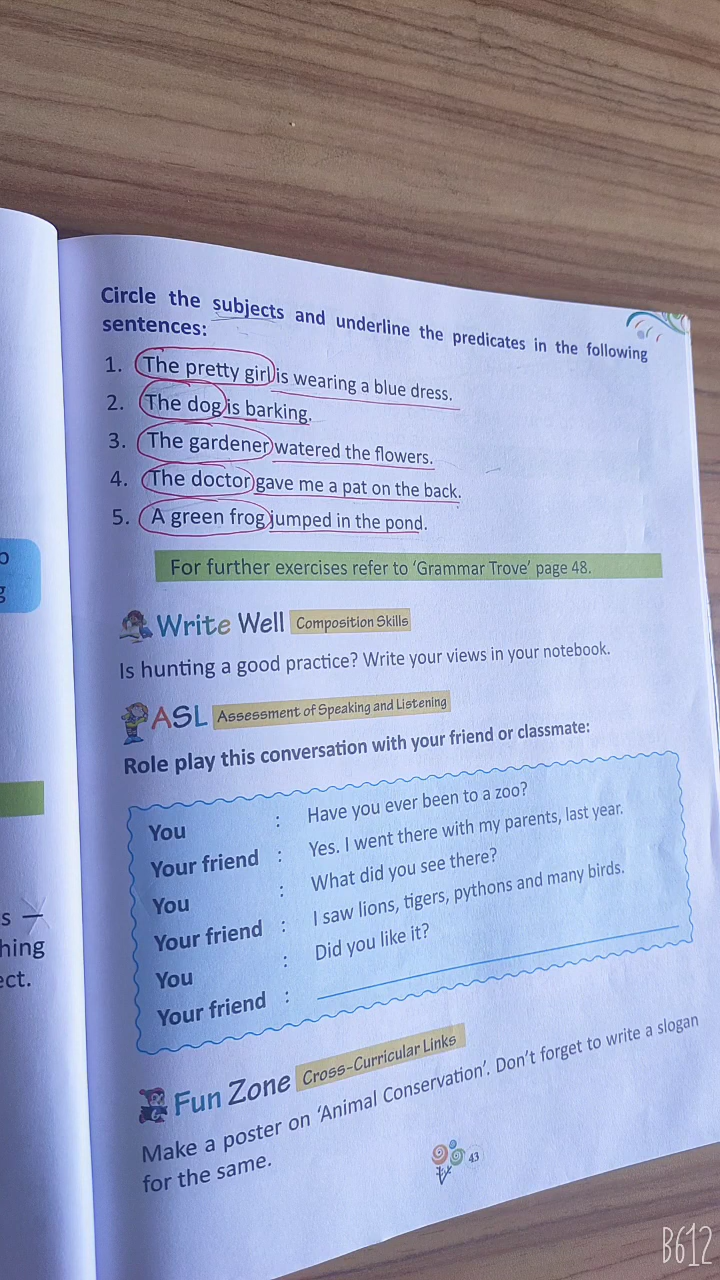 Circle the subjects and underline the predicates in the following
sentences:
1. The pretty girl is wearing a blue dress.
2. The dog is barking.
3. The gardener watered the flowers.
4. The doctor gave me a pat on the back.
5. A green frog jumped in the pond.
For further exercises refer to ‘Grammar Trove’ page 48.
Write Well Composition Skills
Is hunting a good practice? Write your views in your notebook.
ASL Assessment of Speaking and Listening
Role play this conversation with your friend or classmate:
You : Have you ever been to a zoo?
Your friend : Yes. I went there with my parents, last year.
You : What did you see there?
Your friend : I saw lions, tigers, pythons and many birds.
You : Did you like it?
Your friend :
Fun Zone Cross-Curricular Links
Make a poster on ‘Animal Conservation’. Don’t forget to write a slogan
for the same.
43
s —
hing
ect.
B612